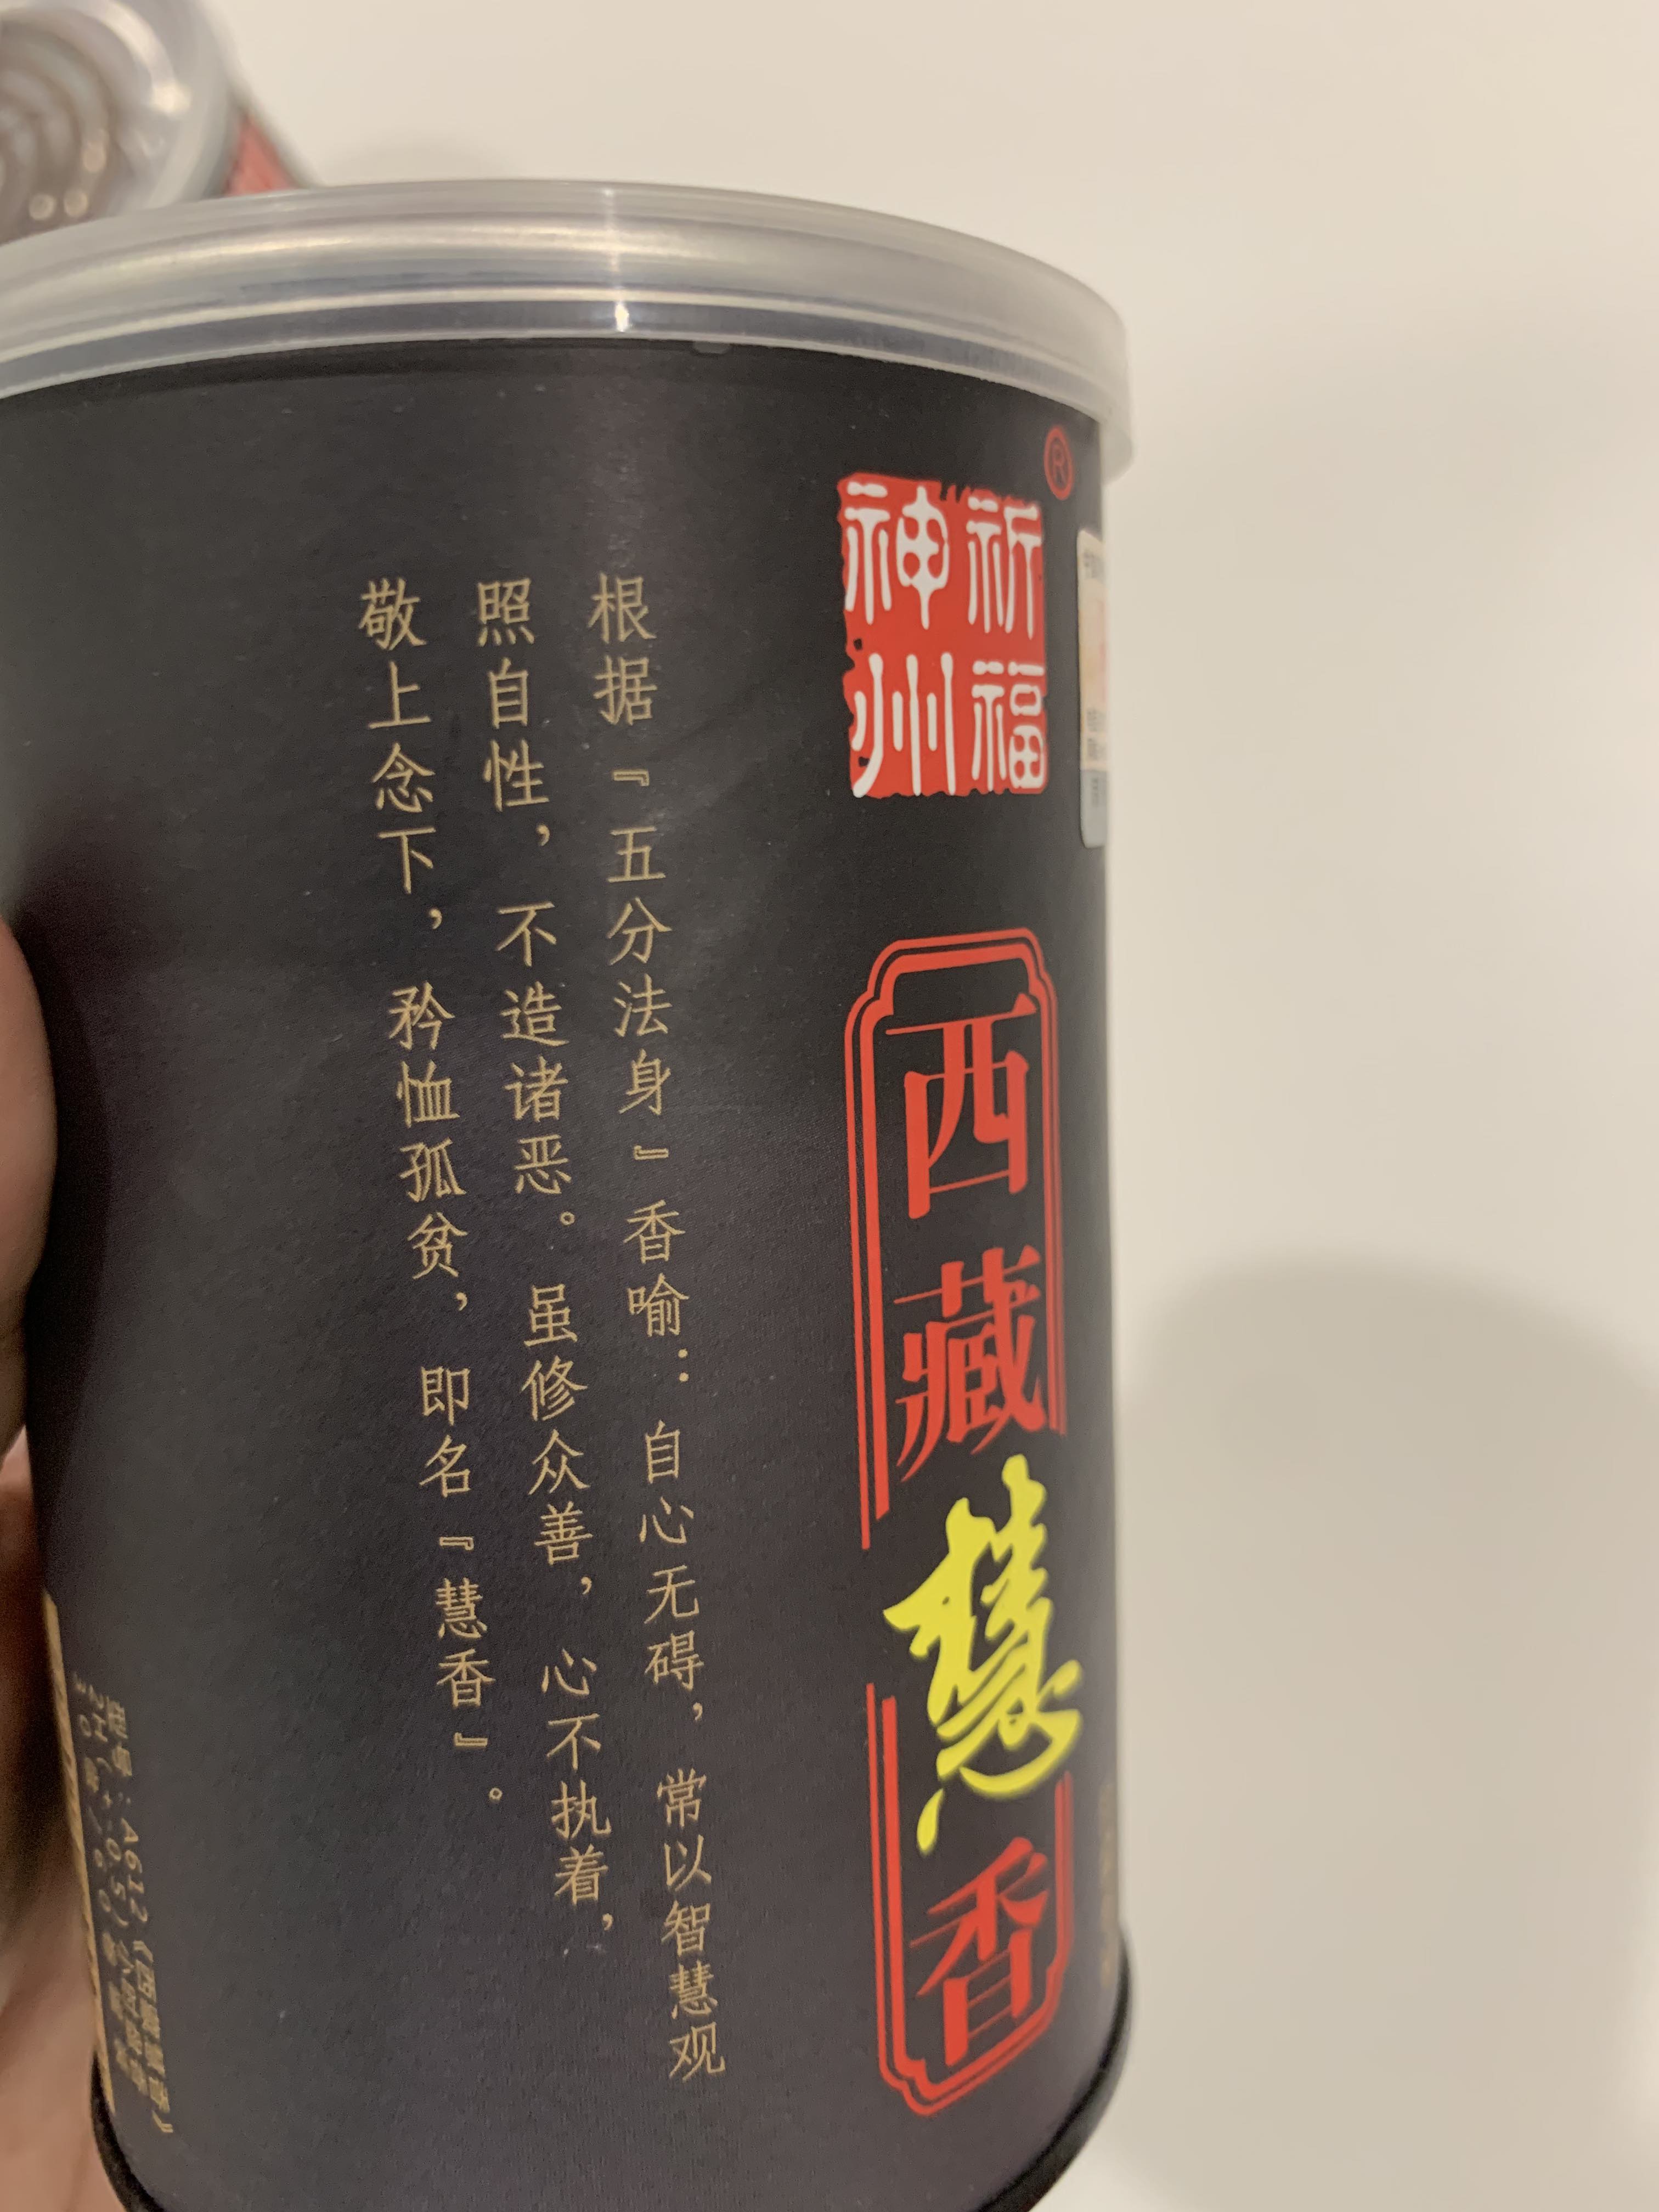 祈福
神州
®
西藏慧香
根据『五分法身』香喻：自心无碍，常以智慧观
照自性，不造诸恶。虽修众善，心不执着，
敬上念下，矜恤孤贫，即名『慧香』。